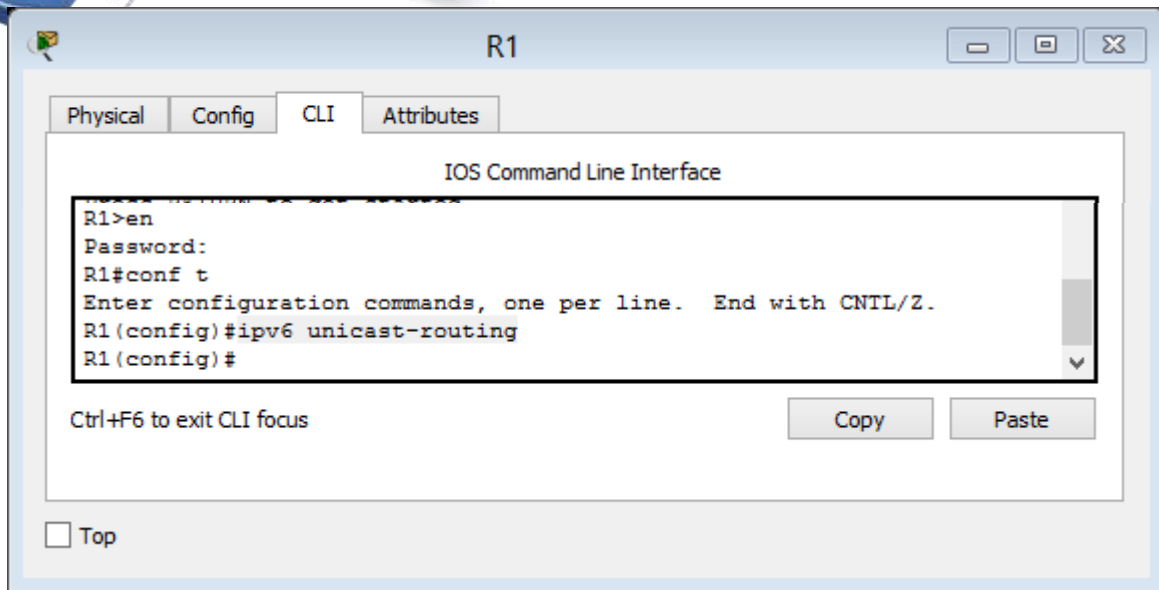 R1
Physical Config CLI Attributes
IOS Command Line Interface
R1>en
Password:
R1#conf t
Enter configuration commands, one per line.  End with CNTL/Z.
R1(config)#ipv6 unicast-routing
R1(config)#
Ctrl+F6 to exit CLI focus
Copy Paste
Top